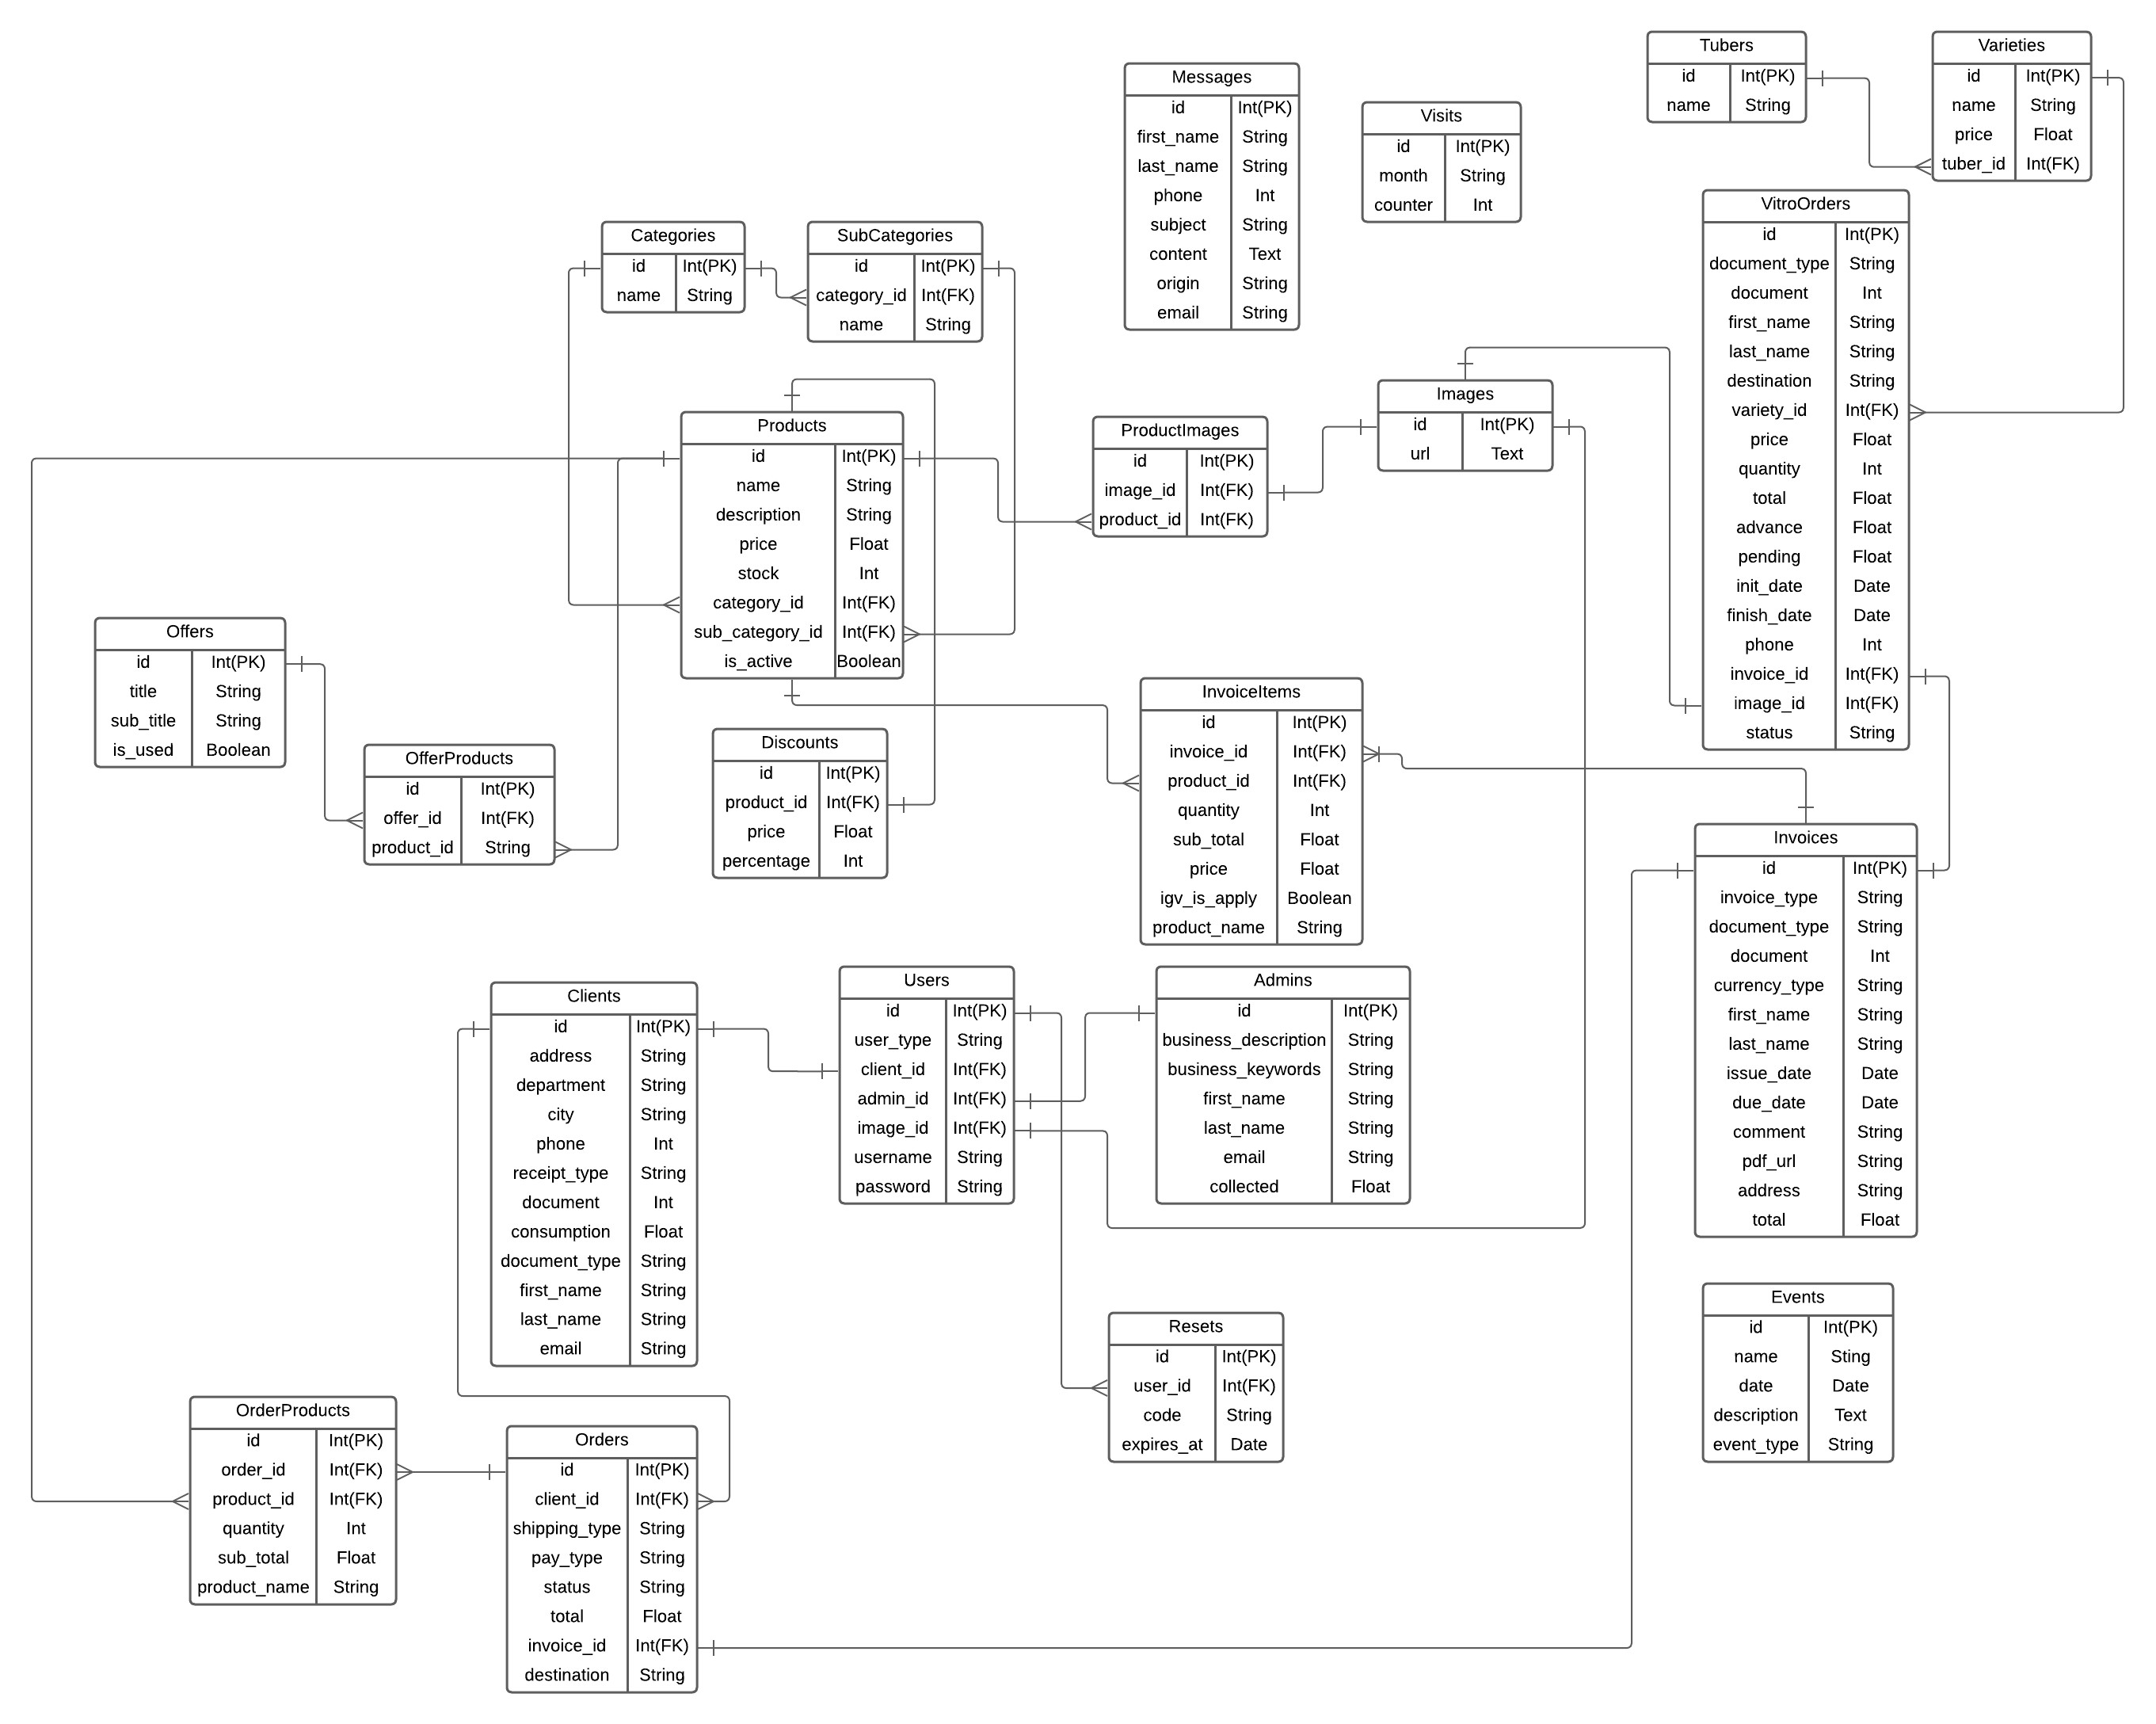 Tubers
id Int(PK)
name String
Varieties
id Int(PK)
name String
price Float
tuber_id Int(FK)
Messages
id Int(PK)
first_name String
last_name String
phone Int
subject String
content Text
origin String
email String
Visits
id Int(PK)
month String
counter Int
VitroOrders
id Int(PK)
document_type String
document Int
first_name String
last_name String
destination String
variety_id Int(FK)
price Float
quantity Int
total Float
advance Float
pending Float
init_date Date
finish_date Date
phone Int
invoice_id Int(FK)
image_id Int(FK)
status String
Categories
id Int(PK)
name String
SubCategories
id Int(PK)
category_id Int(FK)
name String
Images
id Int(PK)
url Text
Products
id Int(PK)
name String
description String
price Float
stock Int
category_id Int(FK)
sub_category_id Int(FK)
is_active Boolean
ProductImages
id Int(PK)
image_id Int(FK)
product_id Int(FK)
Offers
id Int(PK)
title String
sub_title String
is_used Boolean
OfferProducts
id Int(PK)
offer_id Int(FK)
product_id String
Discounts
id Int(PK)
product_id Int(FK)
price Float
percentage Int
InvoiceItems
id Int(PK)
invoice_id Int(FK)
product_id Int(FK)
quantity Int
sub_total Float
price Float
igv_is_apply Boolean
product_name String
Invoices
id Int(PK)
invoice_type String
document_type String
document Int
currency_type String
first_name String
last_name String
issue_date Date
due_date Date
comment String
pdf_url String
address String
total Float
Clients
id Int(PK)
address String
department String
city String
phone Int
receipt_type String
document Int
consumption Float
document_type String
first_name String
last_name String
email String
Users
id Int(PK)
user_type String
client_id Int(FK)
admin_id Int(FK)
image_id Int(FK)
username String
password String
Admins
id Int(PK)
business_description String
business_keywords String
first_name String
last_name String
email String
collected Float
Resets
id Int(PK)
user_id Int(FK)
code String
expires_at Date
Events
id Int(PK)
name Sting
date Date
description Text
event_type String
OrderProducts
id Int(PK)
order_id Int(FK)
product_id Int(FK)
quantity Int
sub_total Float
product_name String
Orders
id Int(PK)
client_id Int(FK)
shipping_type String
pay_type String
status String
total Float
invoice_id Int(FK)
destination String